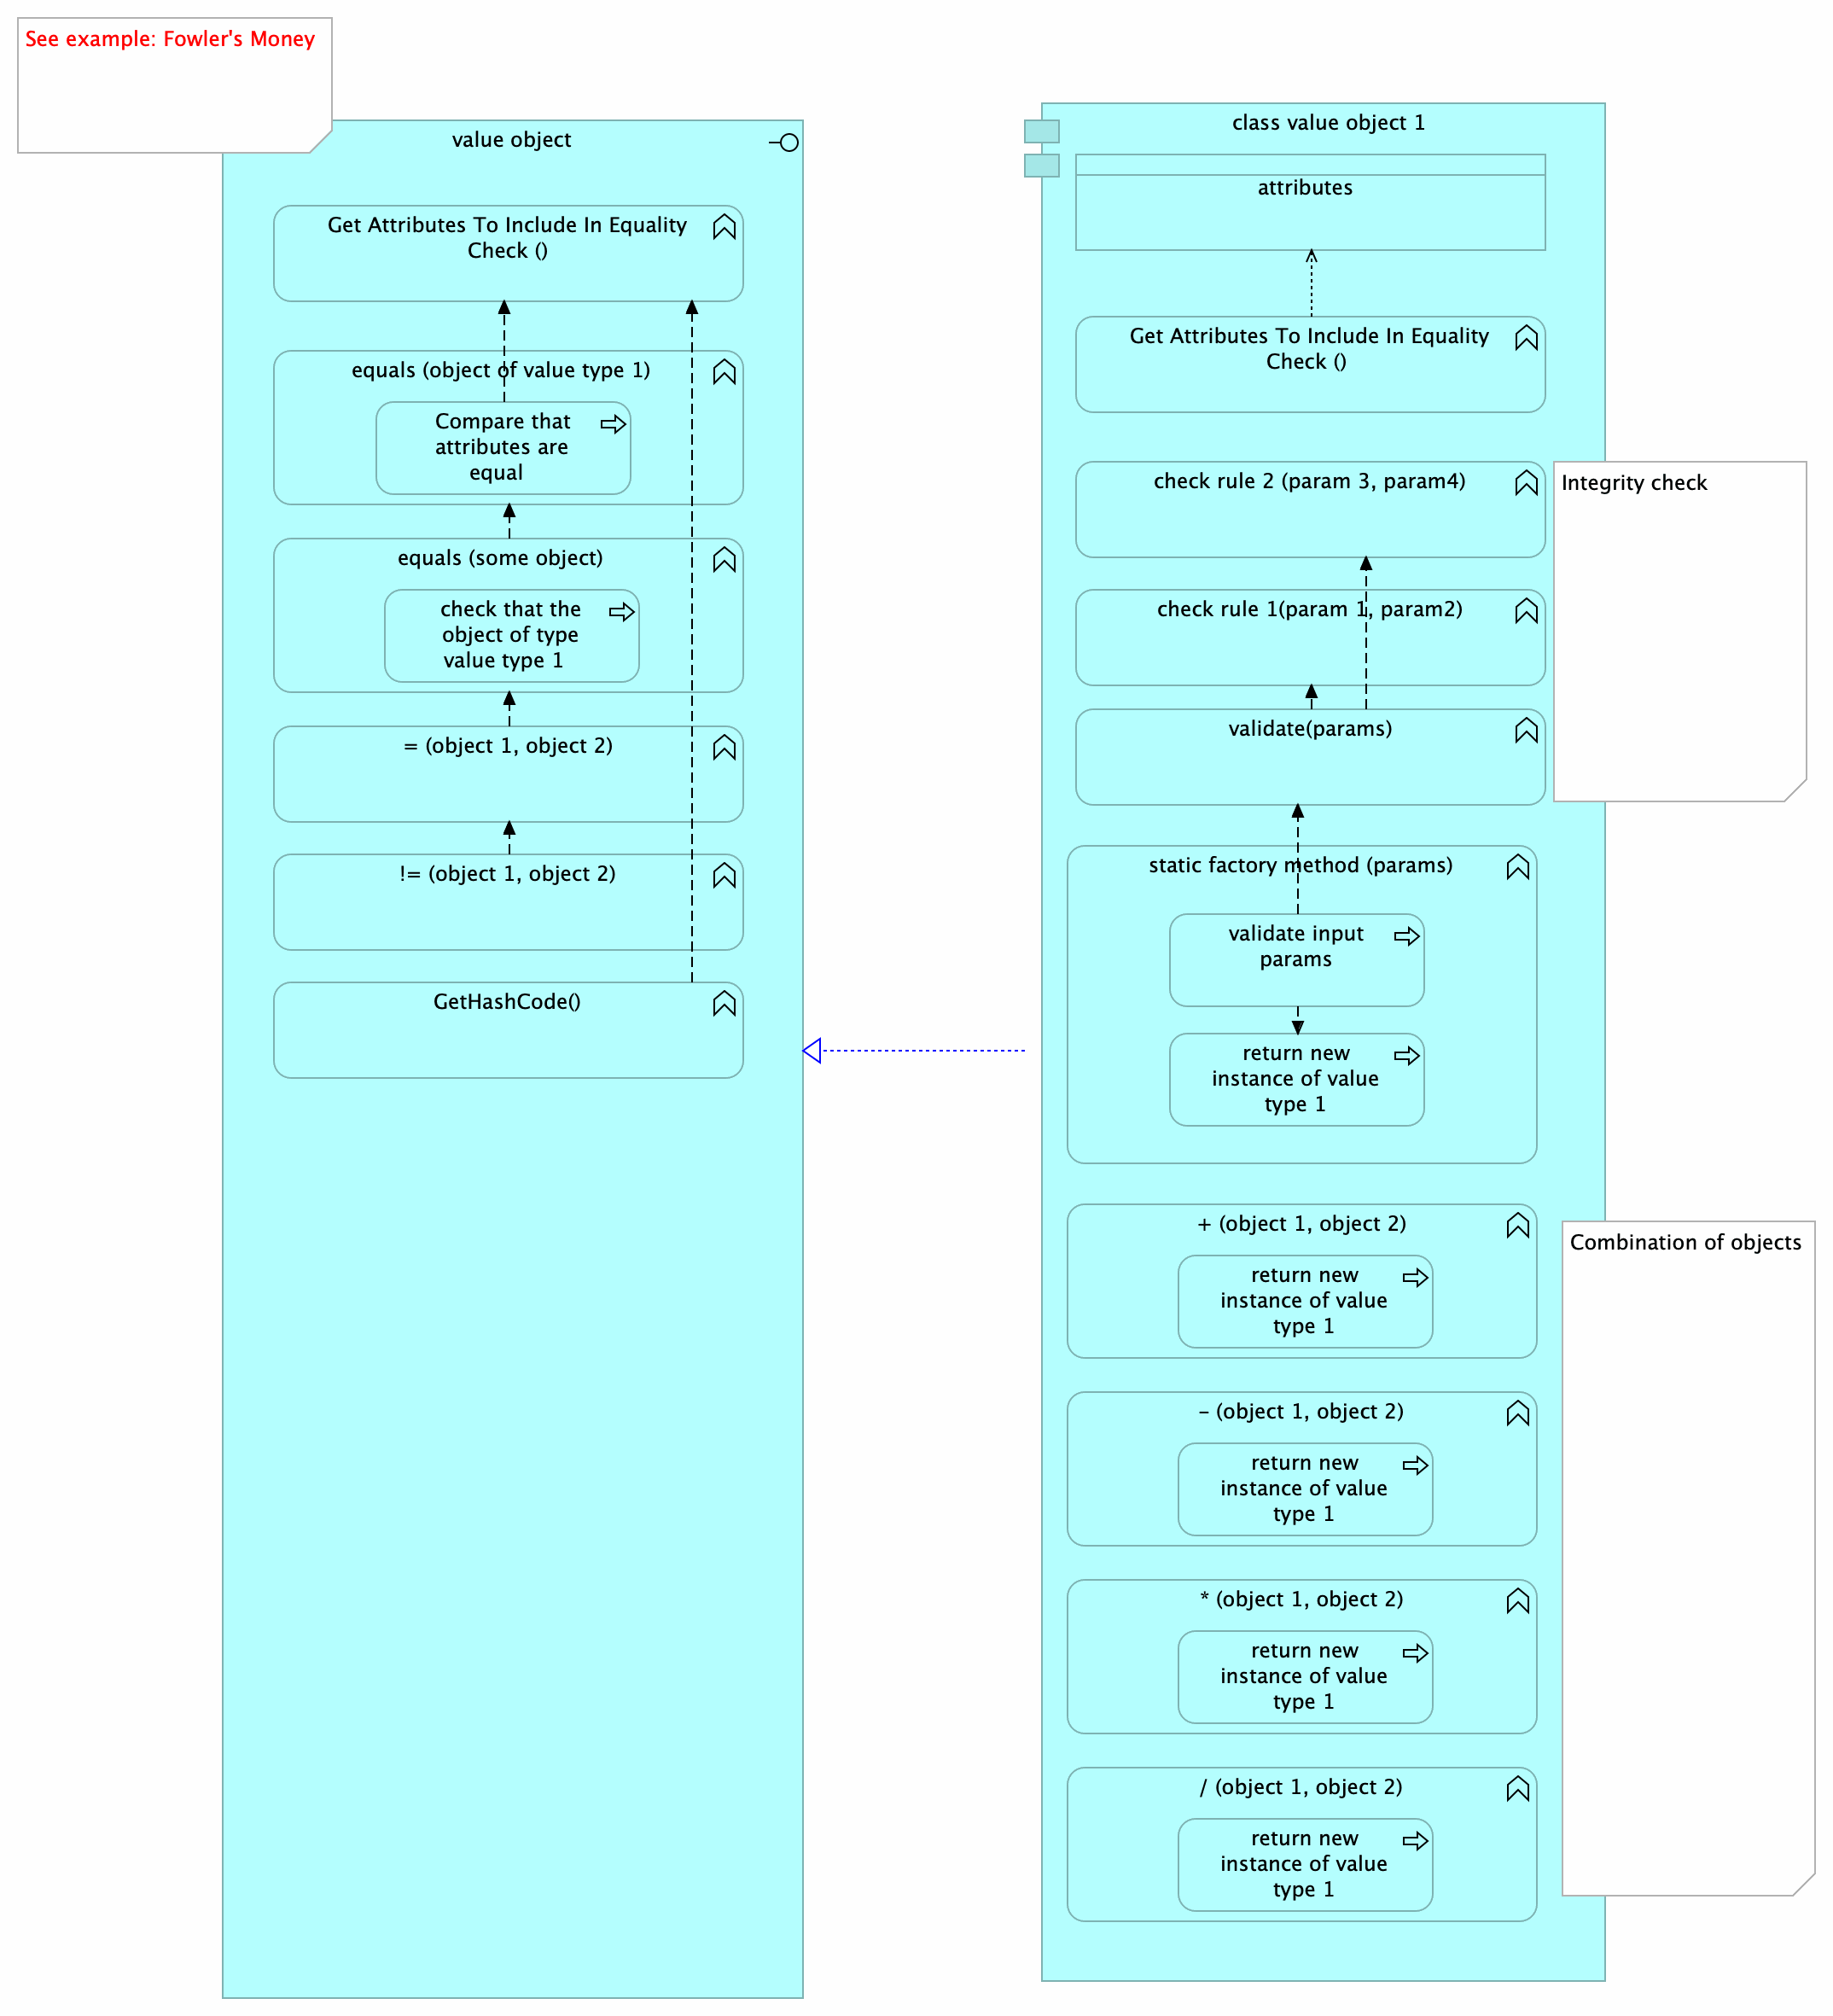 See example: Fowler's Money
value object
Get Attributes To Include In Equality
Check ()
equals (object of value type 1)
Compare that
attributes are
equal
equals (some object)
check that the
object of type
value type 1
= (object 1, object 2)
!= (object 1, object 2)
GetHashCode()
class value object 1
attributes
Get Attributes To Include In Equality
Check ()
check rule 2 (param 3, param4)
Integrity check
check rule 1(param 1, param2)
validate(params)
static factory method (params)
validate input
params
return new
instance of value
type 1
+ (object 1, object 2)
Combination of objects
return new
instance of value
type 1
- (object 1, object 2)
return new
instance of value
type 1
* (object 1, object 2)
return new
instance of value
type 1
/ (object 1, object 2)
return new
instance of value
type 1